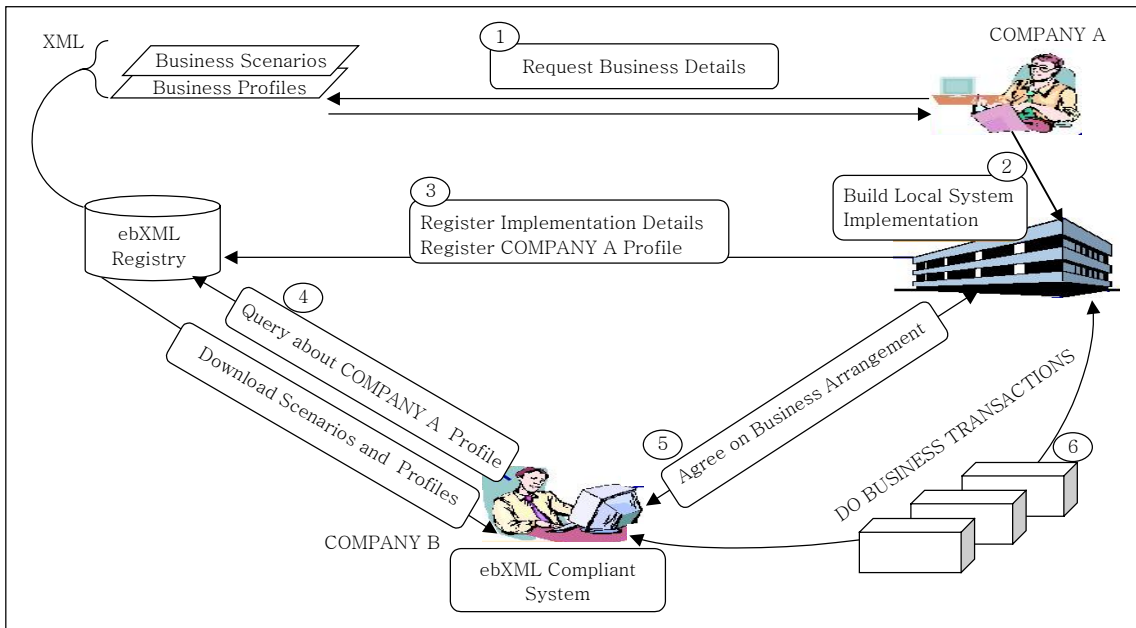 XML
Business Scenarios
Business Profiles
1
Request Business Details
COMPANY A
2
Build Local System
Implementation
3
Register Implementation Details
Register COMPANY A Profile
ebXML
Registry
4
Query about COMPANY A Profile
Download Scenarios and Profiles
5
Agree on Business Arrangement
DO BUSINESS TRANSACTIONS
6
COMPANY B
ebXML Compliant
System